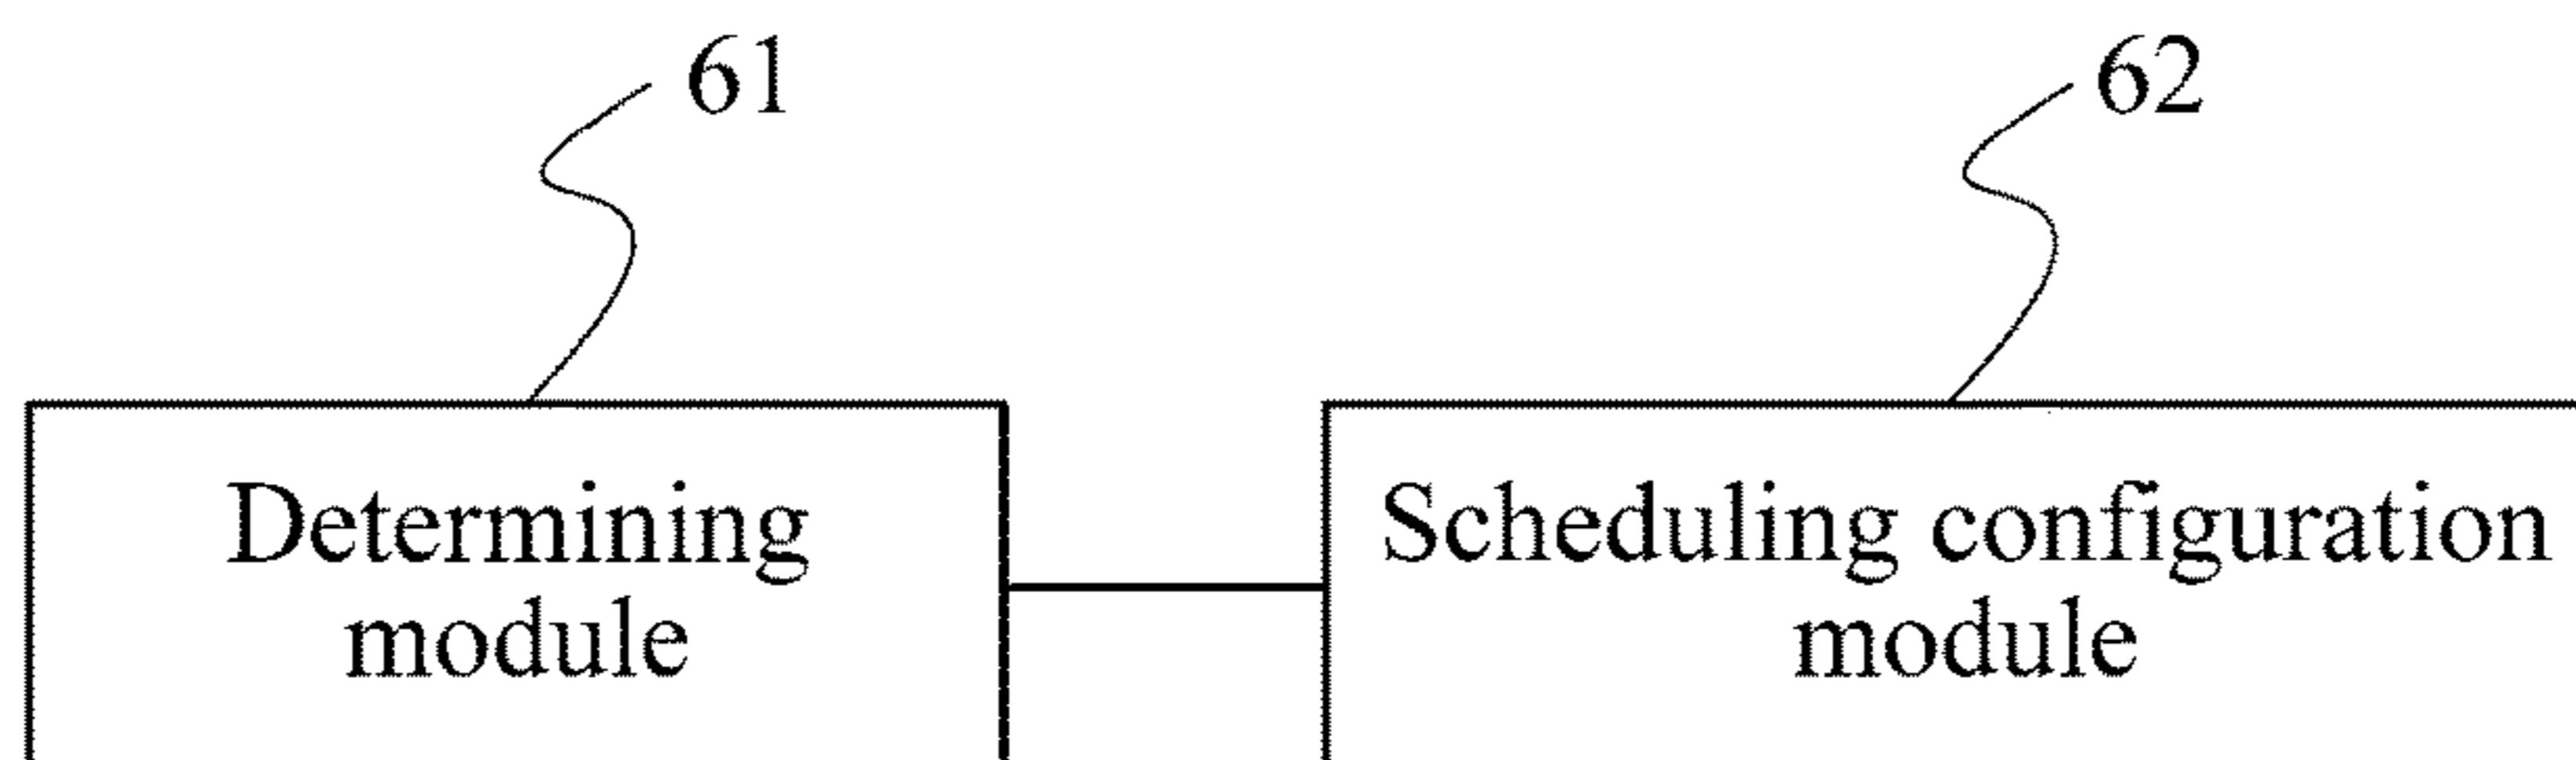 61
62
Determining
module
Scheduling configuration
module